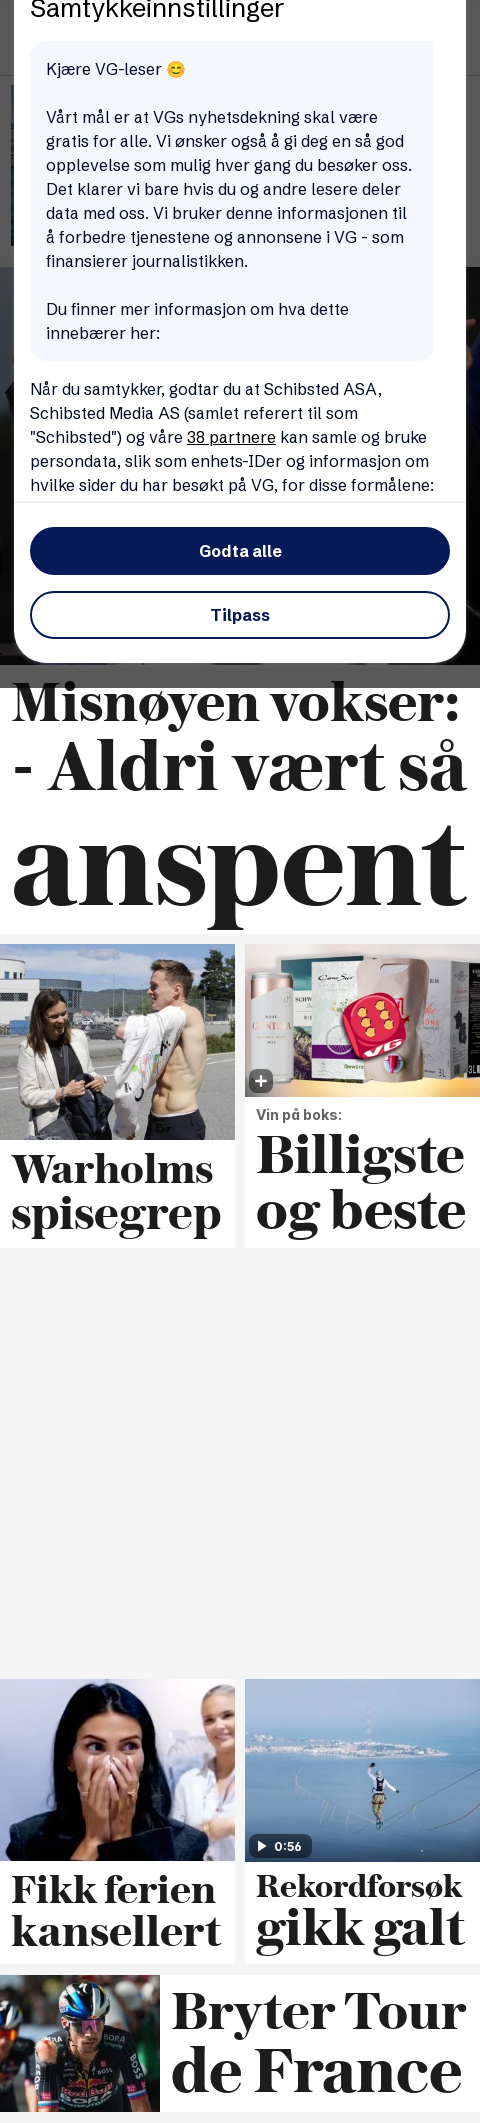 Samtykkeinnstillinger
Kjære VG-leser 😊
Vårt mål er at VGs nyhetsdekning skal være
gratis for alle. Vi ønsker også å gi deg en så god
opplevelse som mulig hver gang du besøker oss.
Det klarer vi bare hvis du og andre lesere deler
data med oss. Vi bruker denne informasjonen til
å forbedre tjenestene og annonsene i VG - som
finansierer journalistikken.
Du finner mer informasjon om hva dette
innebærer her:
Når du samtykker, godtar du at Schibsted ASA,
Schibsted Media AS (samlet referert til som
"Schibsted") og våre 38 partnere kan samle og bruke
persondata, slik som enhets-IDer og informasjon om
hvilke sider du har besøkt på VG, for disse formålene:
Godta alle
Tilpass
Misnøyen vokser:
- Aldri vært så
anspent
Warholms
spisegrep
VG
Vin på boks:
Billigste
og beste
Fikk ferien
kansellert
0:56
Rekordforsøk
gikk galt
BORA
BOSS
Red Bull
Bryter Tour
de France